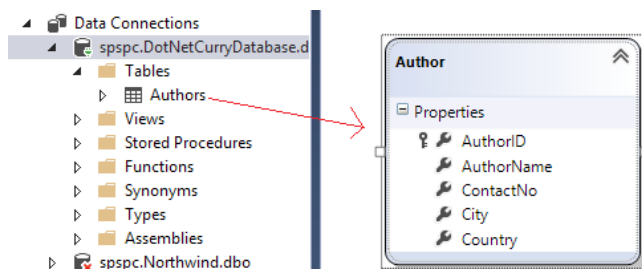 Data Connections
spspc.DotNetCurryDatabase.d
Tables
Authors
Views
Stored Procedures
Functions
Synonyms
Types
Assemblies
spspc.Northwind.dbo
Author
Properties
AuthorID
AuthorName
ContactNo
City
Country